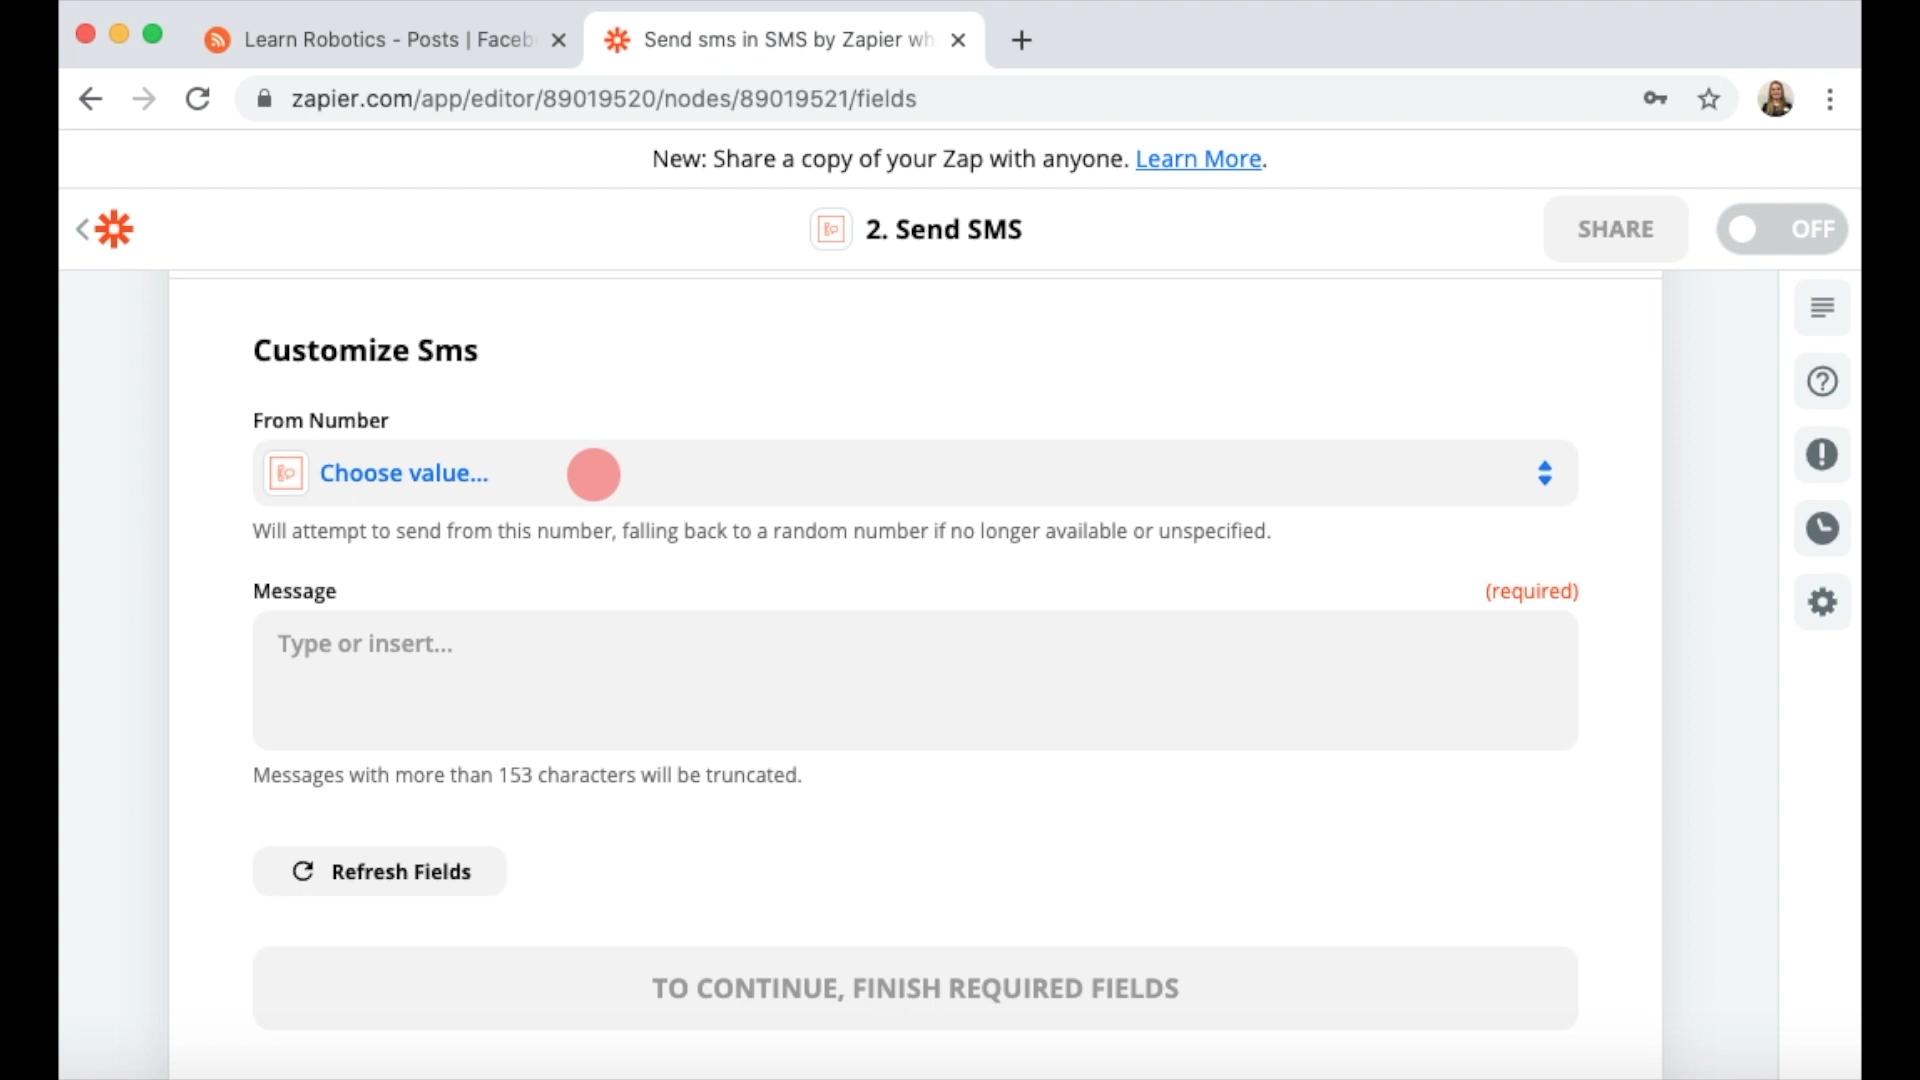 Learn Robotics - Posts | Faceb
Send sms in SMS by Zapier wh
zapier.com/app/editor/89019520/nodes/89019521/fields
New: Share a copy of your Zap with anyone. Learn More.
2. Send SMS
SHARE
OFF
Customize Sms
From Number
Choose value...
Will attempt to send from this number, falling back to a random number if no longer available or unspecified.
Message
(required)
Type or insert...
Messages with more than 153 characters will be truncated.
Refresh Fields
TO CONTINUE, FINISH REQUIRED FIELDS